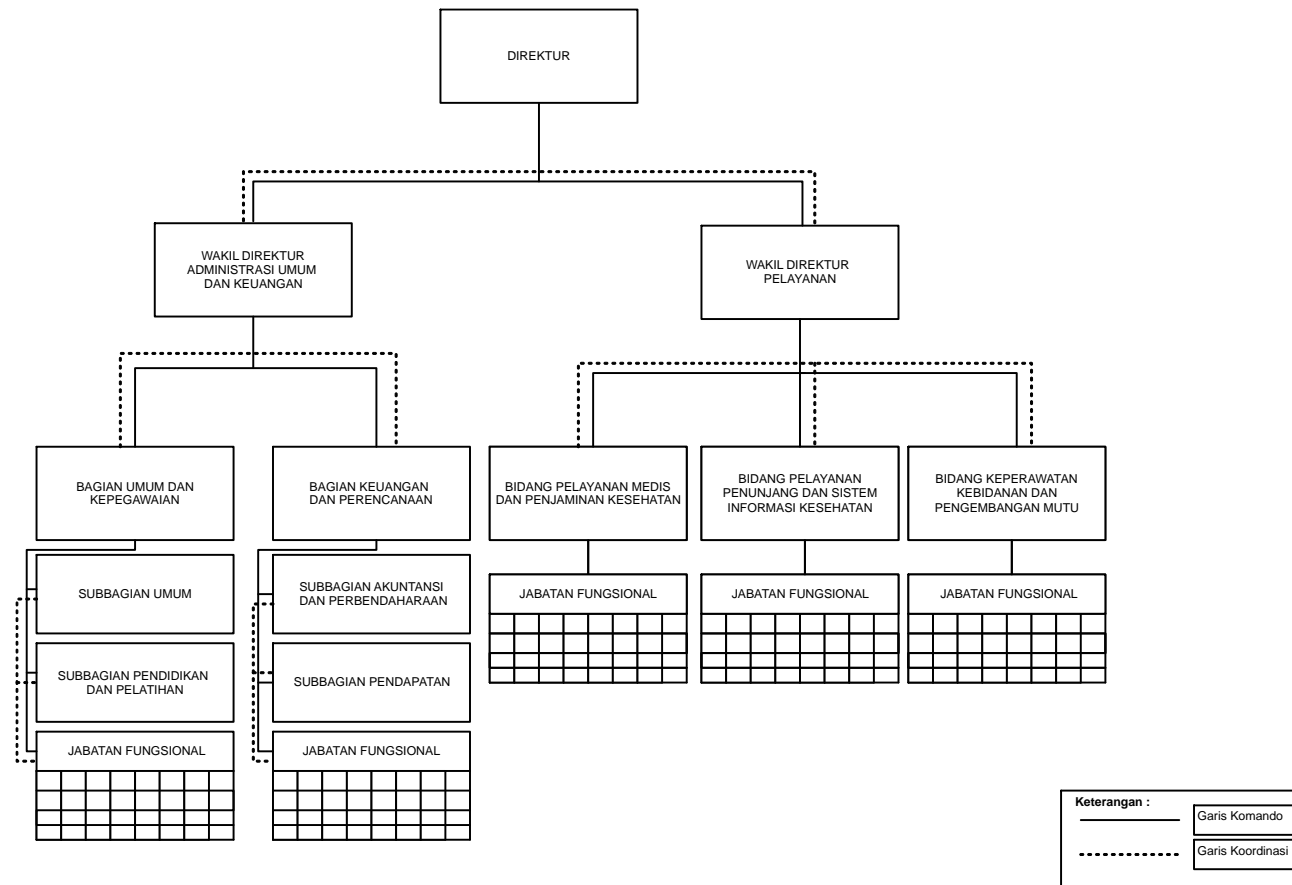 DIREKTUR
WAKIL DIREKTUR
ADMINISTRASI UMUM
DAN KEUANGAN
WAKIL DIREKTUR
PELAYANAN
BAGIAN UMUM DAN
KEPEGAWAIAN
BAGIAN KEUANGAN
DAN PERENCANAAN
BIDANG PELAYANAN MEDIS
DAN PENJAMINAN KESEHATAN
BIDANG PELAYANAN
PENUNJANG DAN SISTEM
INFORMASI KESEHATAN
BIDANG KEPERAWATAN
KEBIDANAN DAN
PENGEMBANGAN MUTU
SUBBAGIAN UMUM
SUBBAGIAN AKUNTANSI
DAN PERBENDAHARAAN
JABATAN FUNGSIONAL
JABATAN FUNGSIONAL
JABATAN FUNGSIONAL
SUBBAGIAN PENDIDIKAN
DAN PELATIHAN
SUBBAGIAN PENDAPATAN
JABATAN FUNGSIONAL
JABATAN FUNGSIONAL
Keterangan :
Garis Komando
Garis Koordinasi